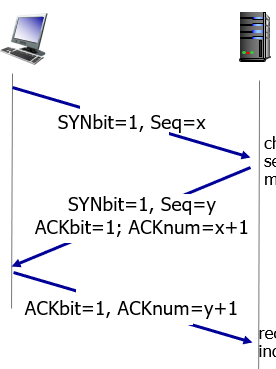 SYNbit=1, Seq=x
SYNbit=1, Seq=y
ACKbit=1; ACKnum=x+1
ACKbit=1, ACKnum=y+1